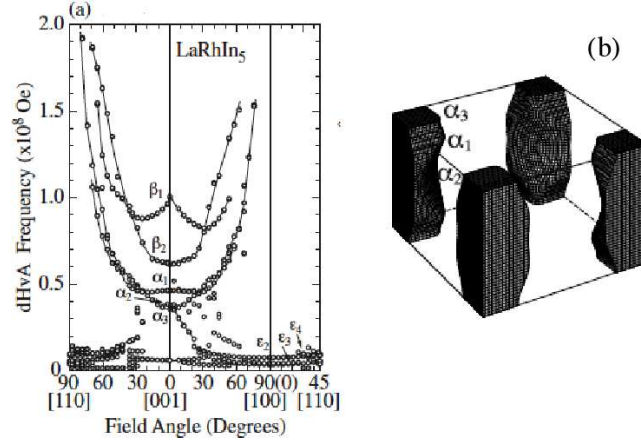 (a)
2.0
LaRhIn5
β1
1.5
1.0
β2
0.5
α1
α2
α3
ε2
ε3
ε4
0
90 60 30 0 30 60 90(0) 45
[110] [001] [100] [110]
Field Angle (Degrees)
dHvA Frequency (x10^8 Oe)
(b)
α3
α1
α2